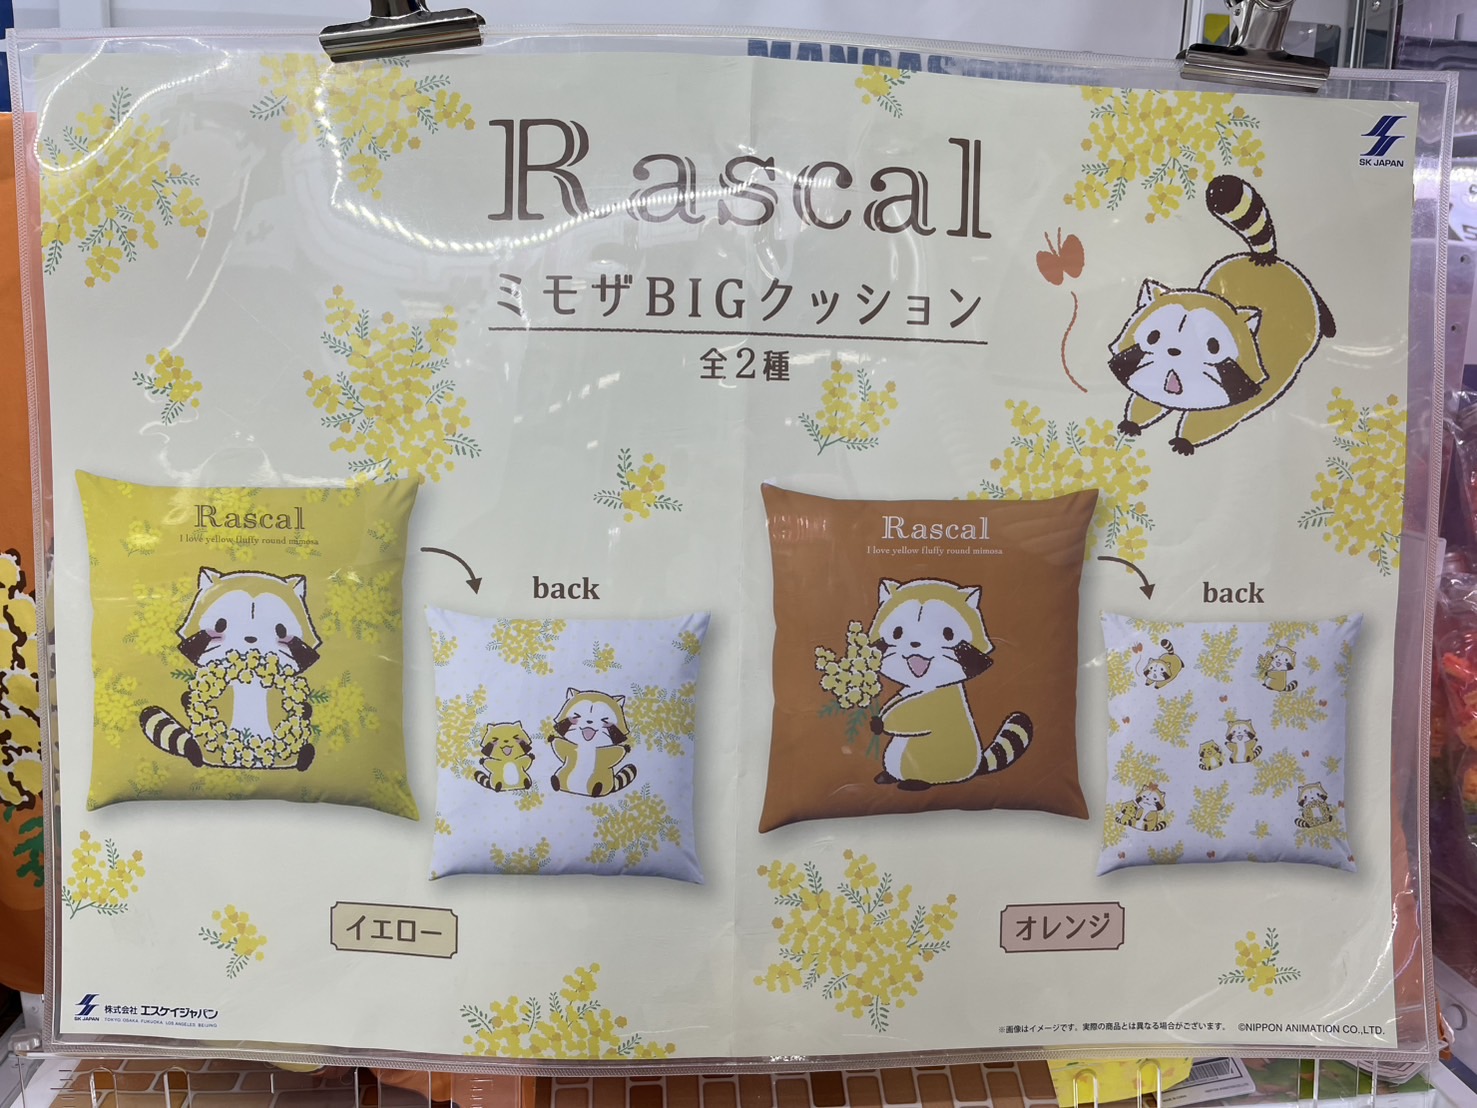 SK JAPAN
Rascal
ミモザBIGクッション
全2種
Rascal
I love yellow fluffy round mimosa
back
Rascal
I love yellow fluffy round mimosa
back
イエロー
オレンジ
SK JAPAN
株式会社 エスケイジャパン
TOKYO OSAKA FUKUOKA LOS ANGELES BEIJING
※画像はイメージです。実際の商品とは異なる場合がございます。 ©NIPPON ANIMATION CO.,LTD.